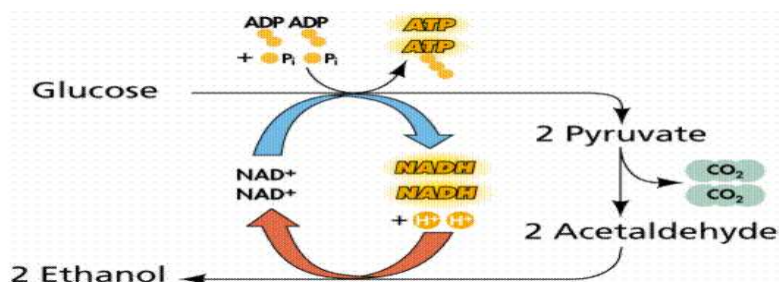 ADP ADP
+ Pi Pi
ATP
ATP
Glucose
2 Pyruvate
NAD+
NAD+
NADH
NADH
+ H+ H+
CO2
CO2
2 Acetaldehyde
2 Ethanol